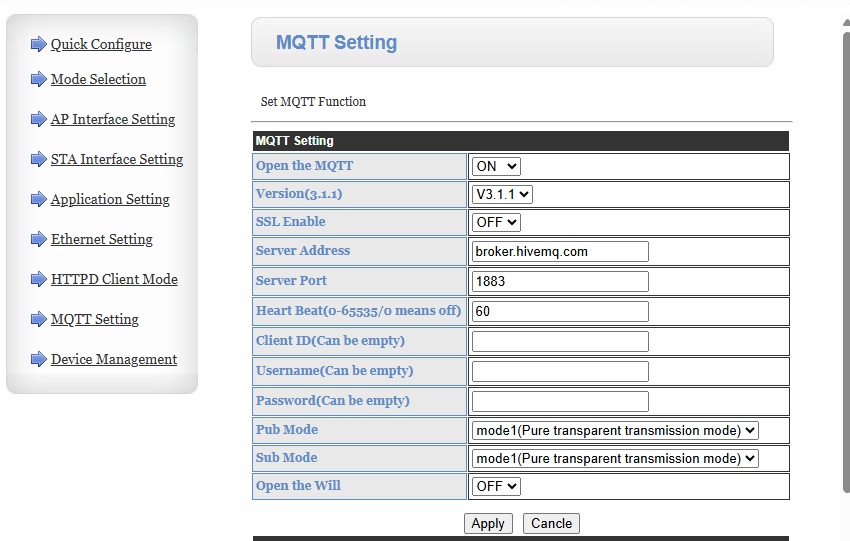 Quick Configure
Mode Selection
AP Interface Setting
STA Interface Setting
Application Setting
Ethernet Setting
HTTPD Client Mode
MQTT Setting
Device Management
MQTT Setting
Set MQTT Function
MQTT Setting
Open the MQTT ON
Version(3.1.1) V3.1.1
SSL Enable OFF
Server Address broker.hivemq.com
Server Port 1883
Heart Beat(0-65535/0 means off) 60
Client ID(Can be empty)
Username(Can be empty)
Password(Can be empty)
Pub Mode mode1(Pure transparent transmission mode)
Sub Mode mode1(Pure transparent transmission mode)
Open the Will OFF
Apply Cancle